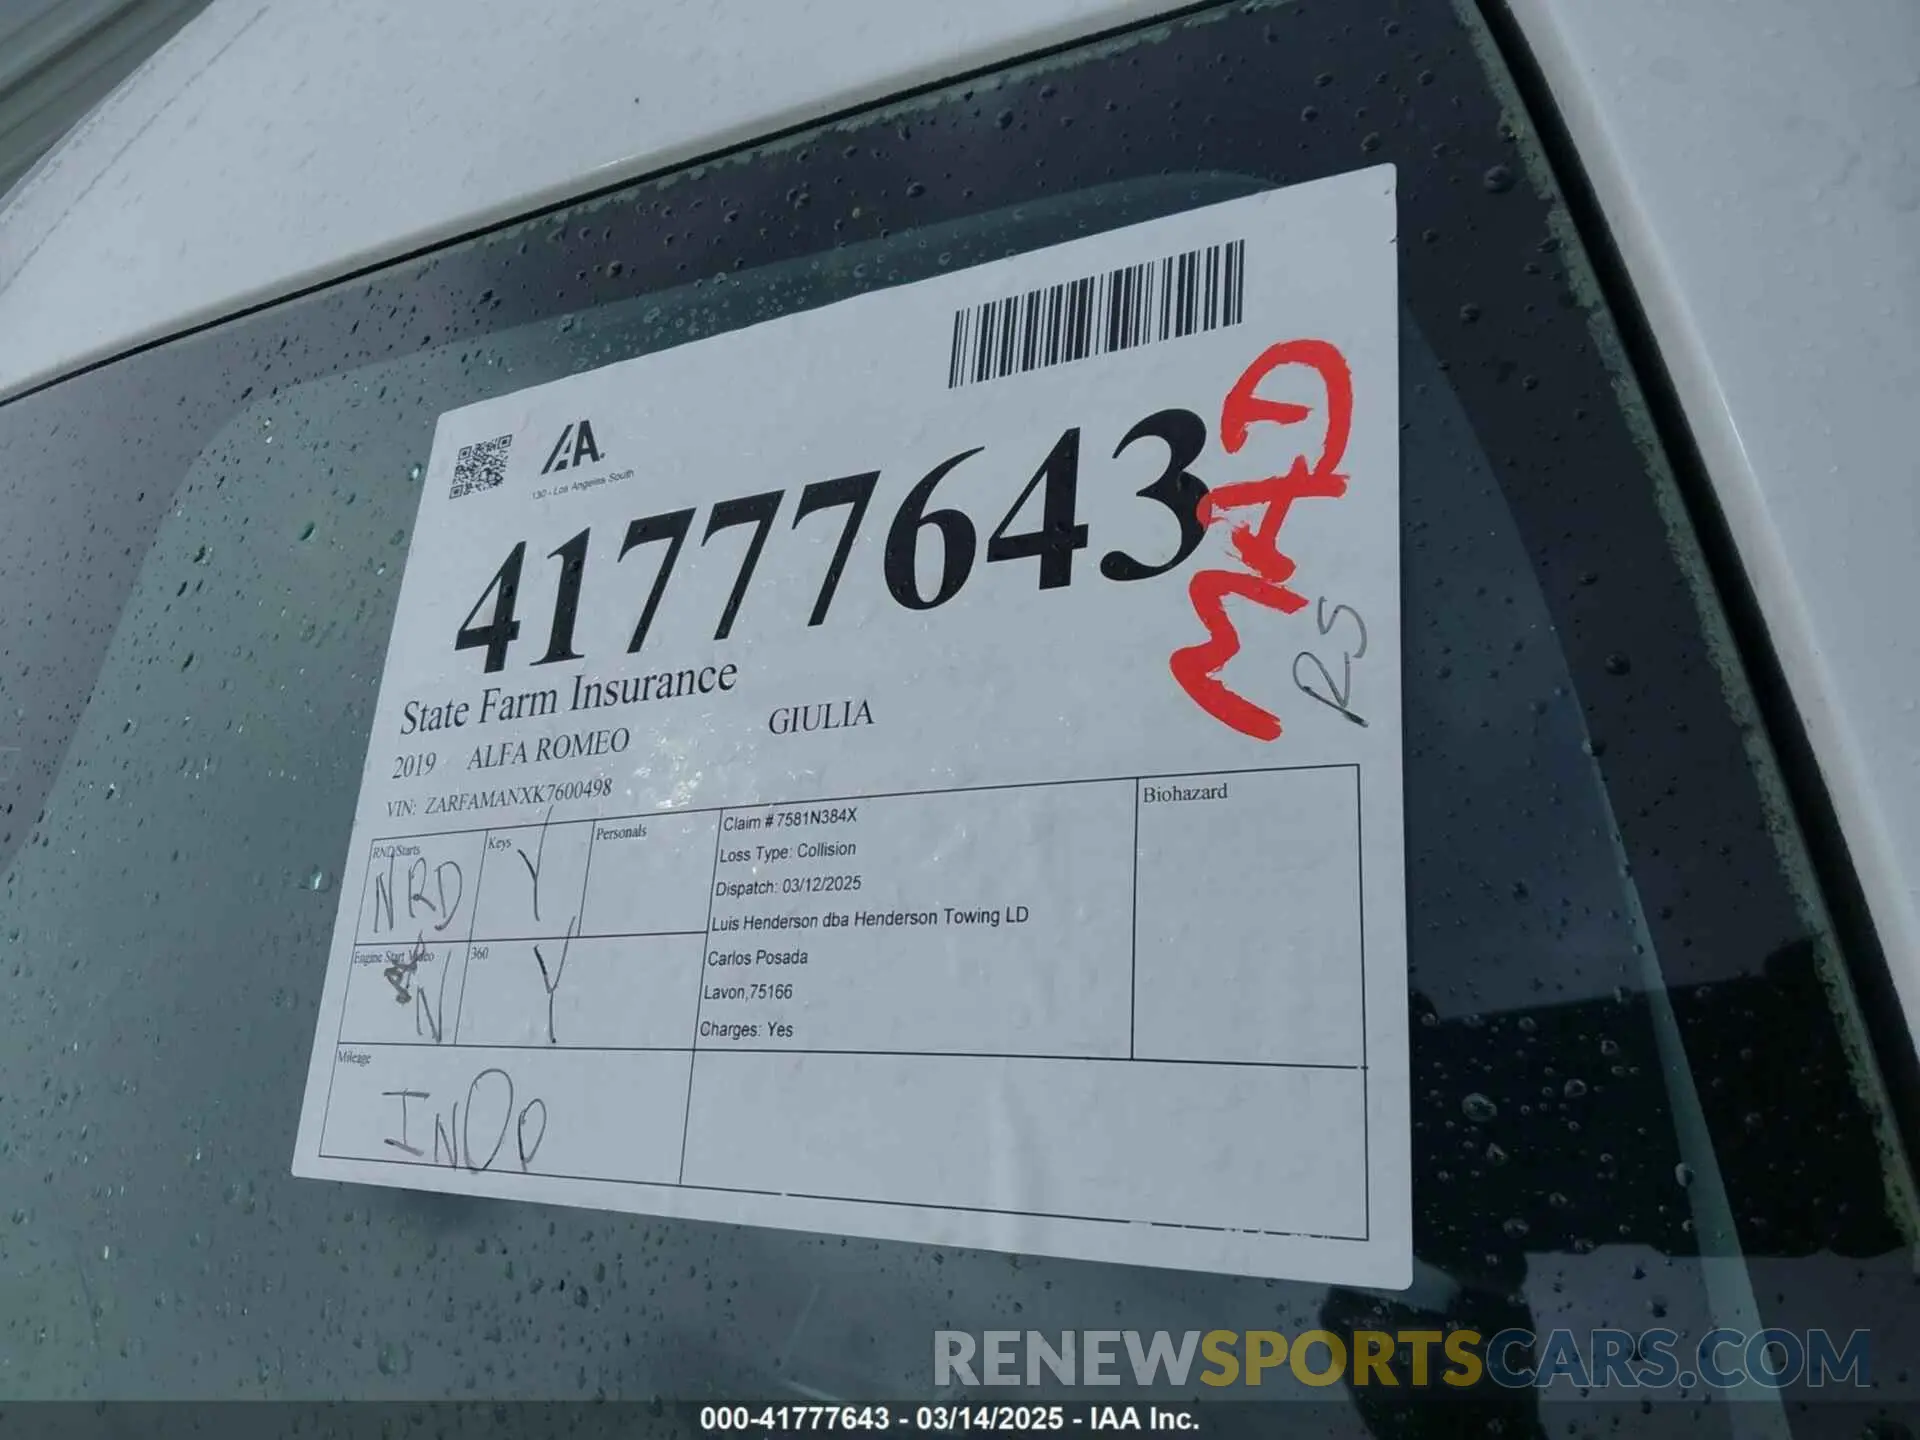 IAA
130 - Los Angeles South
41777643
MAD
RS
State Farm Insurance
2019 ALFA ROMEO GIULIA
VIN: ZARFAMANXK7600498
RND/Starts
NRD
Keys
Y
Personals
Claim # 7581N384X
Loss Type: Collision
Dispatch: 03/12/2025
Luis Henderson dba Henderson Towing LD
Carlos Posada
Lavon,75166
Charges: Yes
Biohazard
Engine Start Video
N
360
Y
Mileage
INOP
RENEWSPORTSCARS.COM
000-41777643 - 03/14/2025 - IAA Inc.